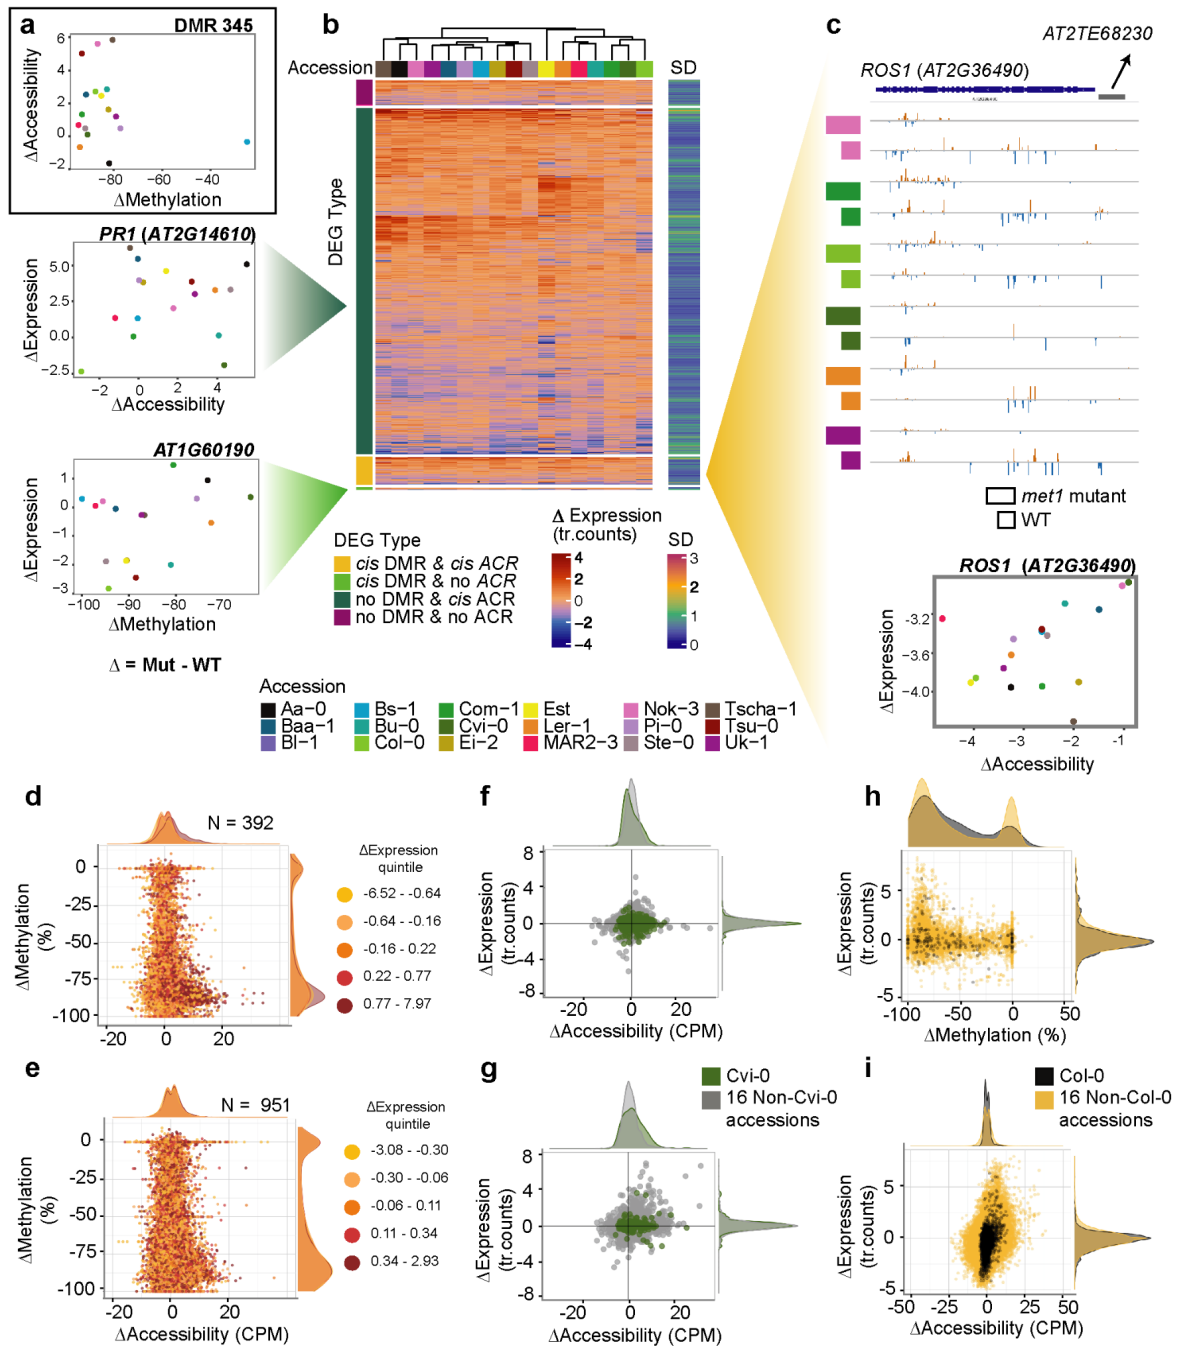 a
DMR 345
6
4
2
0
−2
−80
−60
−40
ΔAccessibility
ΔMethylation
PR1 (AT2G14610)
5.0
2.5
0.0
−2.5
−2
0
2
4
ΔExpression
ΔAccessibility
AT1G60190
1
0
−1
−2
−3
−100
−90
−80
−70
ΔExpression
ΔMethylation
Δ = Mut - WT
b
Accession
SD
DEG Type
DEG Type
cis DMR & cis ACR
cis DMR & no ACR
no DMR & cis ACR
no DMR & no ACR
Δ Expression
(tr.counts)
4
2
0
−2
−4
SD
3
2
1
0
Accession
Aa−0
Bs−1
Com−1
Est
Nok−3
Tscha−1
Baa−1
Bu−0
Cvi−0
Ler−1
Pi−0
Tsu−0
Bl−1
Col−0
Ei−2
MAR2−3
Ste−0
Uk−1
c
AT2TE68230
ROS1 (AT2G36490)
met1 mutant
WT
ROS1 (AT2G36490)
-3.2
-3.6
-4.0
−4
−3
−2
-1
ΔExpression
ΔAccessibility
d
N = 392
0
-25
-50
-75
-100
-20
0
20
ΔMethylation
(%)
ΔExpression
quintile
-6.52 - -0.64
-0.64 - -0.16
-0.16 - 0.22
0.22 - 0.77
0.77 - 7.97
e
N = 951
0
-25
-50
-75
-100
-20
0
20
ΔMethylation
(%)
ΔAccessibility (CPM)
ΔExpression
quintile
-3.08 - -0.30
-0.30 - -0.06
-0.06 - 0.11
0.11 - 0.34
0.34 - 2.93
f
8
4
0
-4
-8
-20
0
20
ΔExpression
(tr.counts)
ΔAccessibility (CPM)
g
Cvi-0
16 Non-Cvi-0
accessions
8
4
0
-4
-8
-20
0
20
ΔExpression
(tr.counts)
ΔAccessibility (CPM)
h
5
0
-5
-100
-50
0
50
ΔExpression
(tr.counts)
ΔMethylation (%)
i
Col-0
16 Non-Col-0
accessions
5
0
-5
-50
-25
0
25
50
ΔExpression
(tr.counts)
ΔAccessibility (CPM)